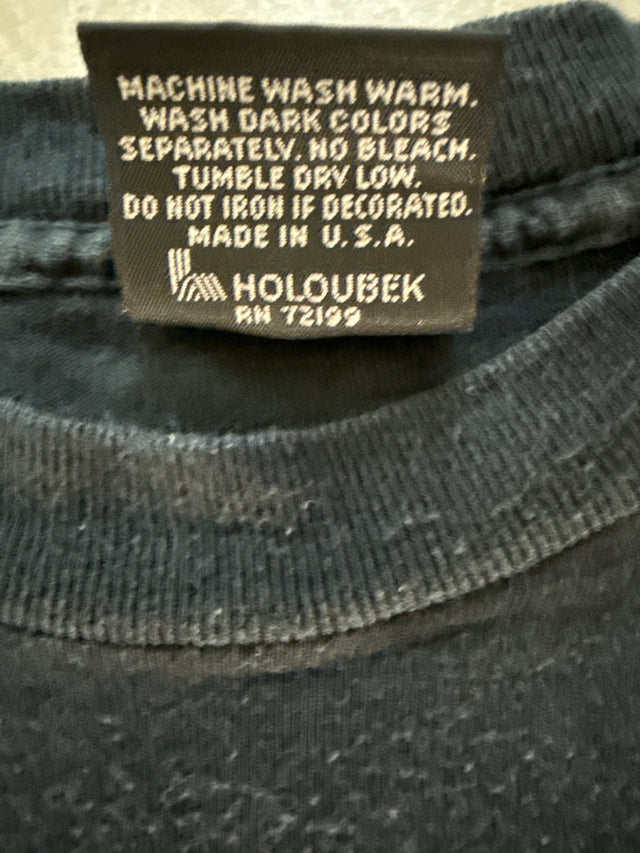 MACHINE WASH WARM.
WASH DARK COLORS
SEPARATELY. NO BLEACH.
TUMBLE DRY LOW.
DO NOT IRON IF DECORATED.
MADE IN U.S.A.
HOLOUBEK
RN 72199